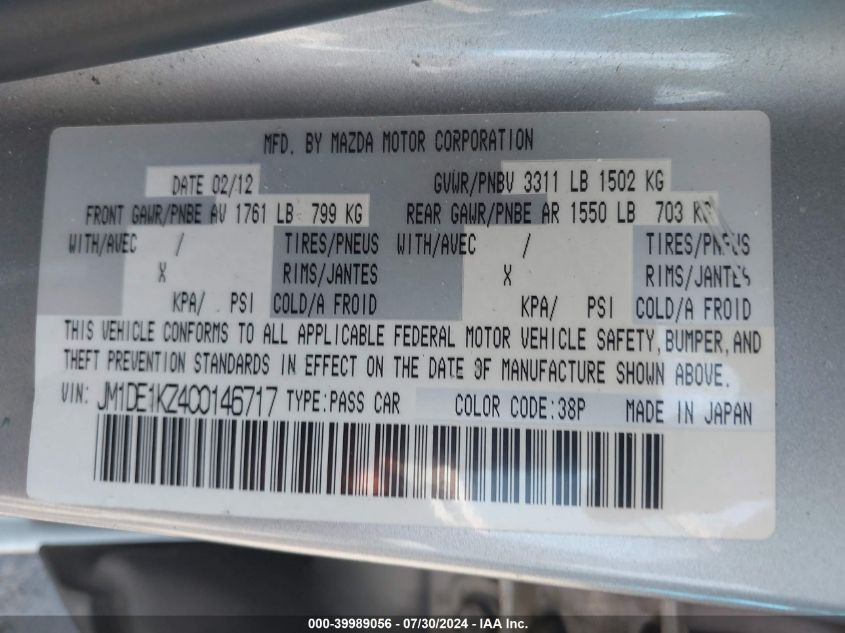 MFD. BY MAZDA MOTOR CORPORATION
DATE 02/12 GVWR/PNBV 3311 LB 1502 KG
FRONT GAWR/PNBE AV 1761 LB 799 KG REAR GAWR/PNBE AR 1550 LB 703 KG
WITH/AVEC / TIRES/PNEUS WITH/AVEC / TIRES/PNEUS
X RIMS/JANTES X RIMS/JANTES
KPA/ PSI COLD/A FROID KPA/ PSI COLD/A FROID
THIS VEHICLE CONFORMS TO ALL APPLICABLE FEDERAL MOTOR VEHICLE SAFETY, BUMPER, AND
THEFT PREVENTION STANDARDS IN EFFECT ON THE DATE OF MANUFACTURE SHOWN ABOVE.
VIN: JM1DE1KZ4C0146717 TYPE:PASS CAR COLOR CODE:38P MADE IN JAPAN
000-39989056 - 07/30/2024 - IAA Inc.